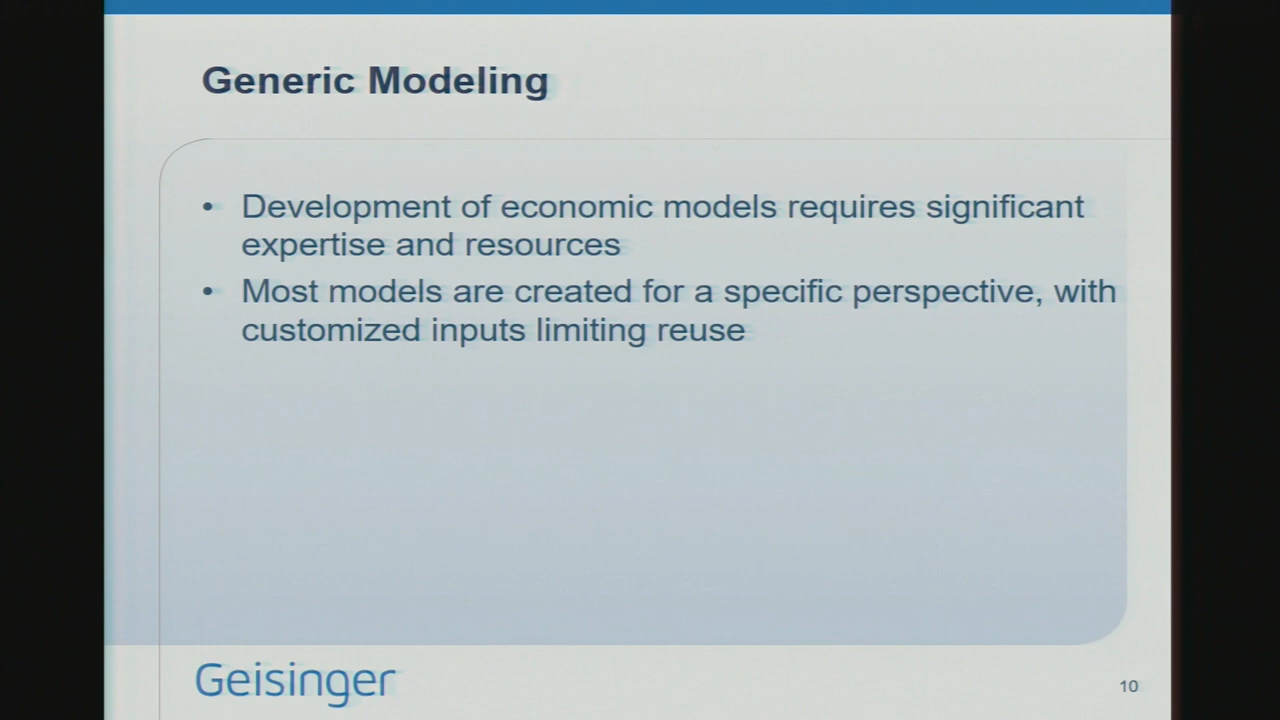 Generic Modeling
• Development of economic models requires significant
expertise and resources
• Most models are created for a specific perspective, with
customized inputs limiting reuse
Geisinger
10